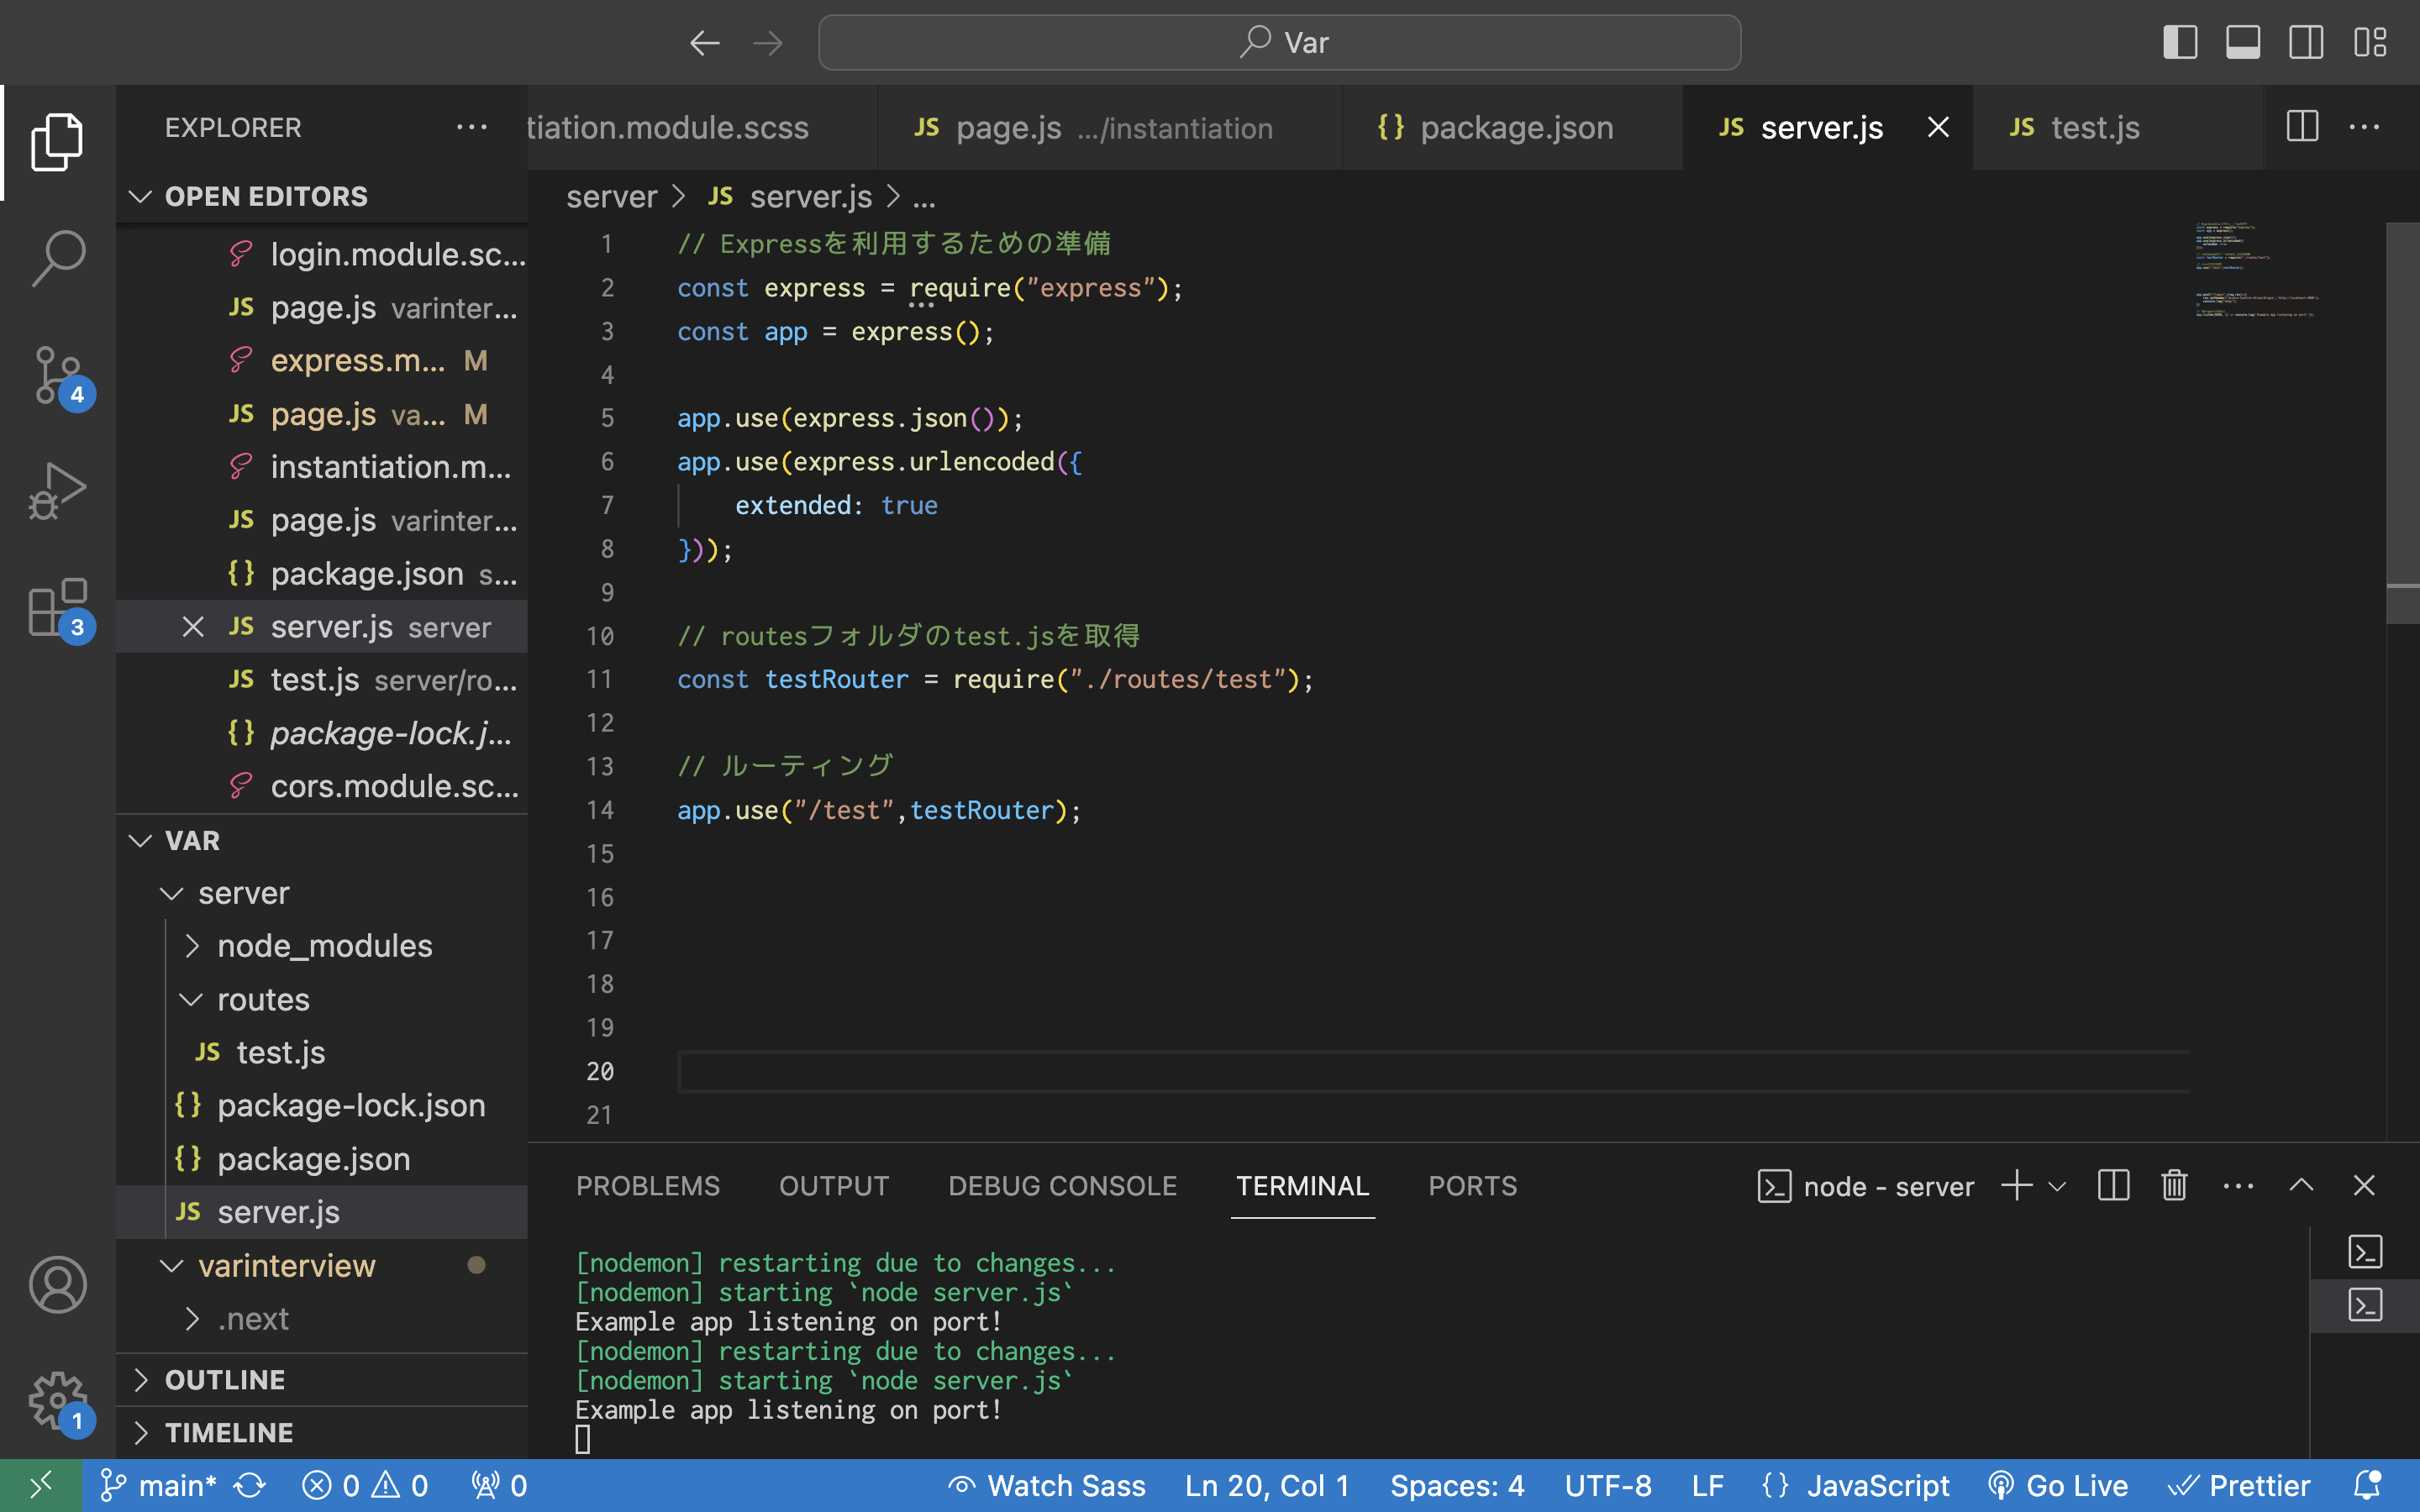 Var
EXPLORER
OPEN EDITORS
login.module.sc...
JS page.js varinter...
express.m... M
JS page.js va... M
instantiation.m...
JS page.js varinter...
{} package.json s...
JS server.js server
JS test.js server/ro...
{} package-lock.j...
cors.module.sc...
VAR
server
node_modules
routes
JS test.js
{} package-lock.json
{} package.json
JS server.js
varinterview
.next
OUTLINE
TIMELINE
4
3
1
tiation.module.scss
JS page.js .../instantiation
{} package.json
JS server.js
JS test.js
server > JS server.js > ...
1 // Expressを利用するための準備
2 const express = require("express");
3 const app = express();
4
5 app.use(express.json());
6 app.use(express.urlencoded({
7 extended: true
8 }));
9
10 // routesフォルダのtest.jsを取得
11 const testRouter = require("./routes/test");
12
13 // ルーティング
14 app.use("/test",testRouter);
15
16
17
18
19
20
21
PROBLEMS OUTPUT DEBUG CONSOLE TERMINAL PORTS
node - server
[nodemon] restarting due to changes...
[nodemon] starting `node server.js`
Example app listening on port!
[nodemon] restarting due to changes...
[nodemon] starting `node server.js`
Example app listening on port!
main* 0 0 0 Watch Sass Ln 20, Col 1 Spaces: 4 UTF-8 LF {} JavaScript Go Live Prettier